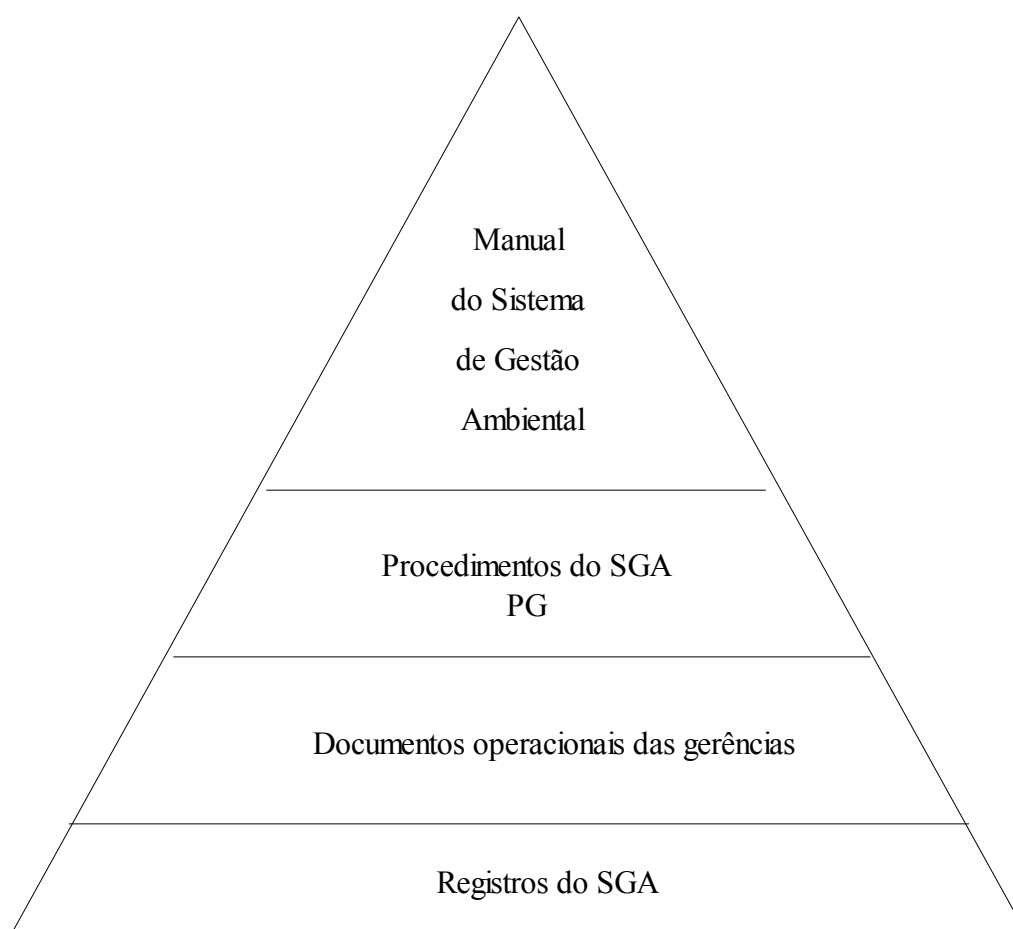 Manual
do Sistema
de Gestão
Ambiental
Procedimentos do SGA
PG
Documentos operacionais das gerências
Registros do SGA